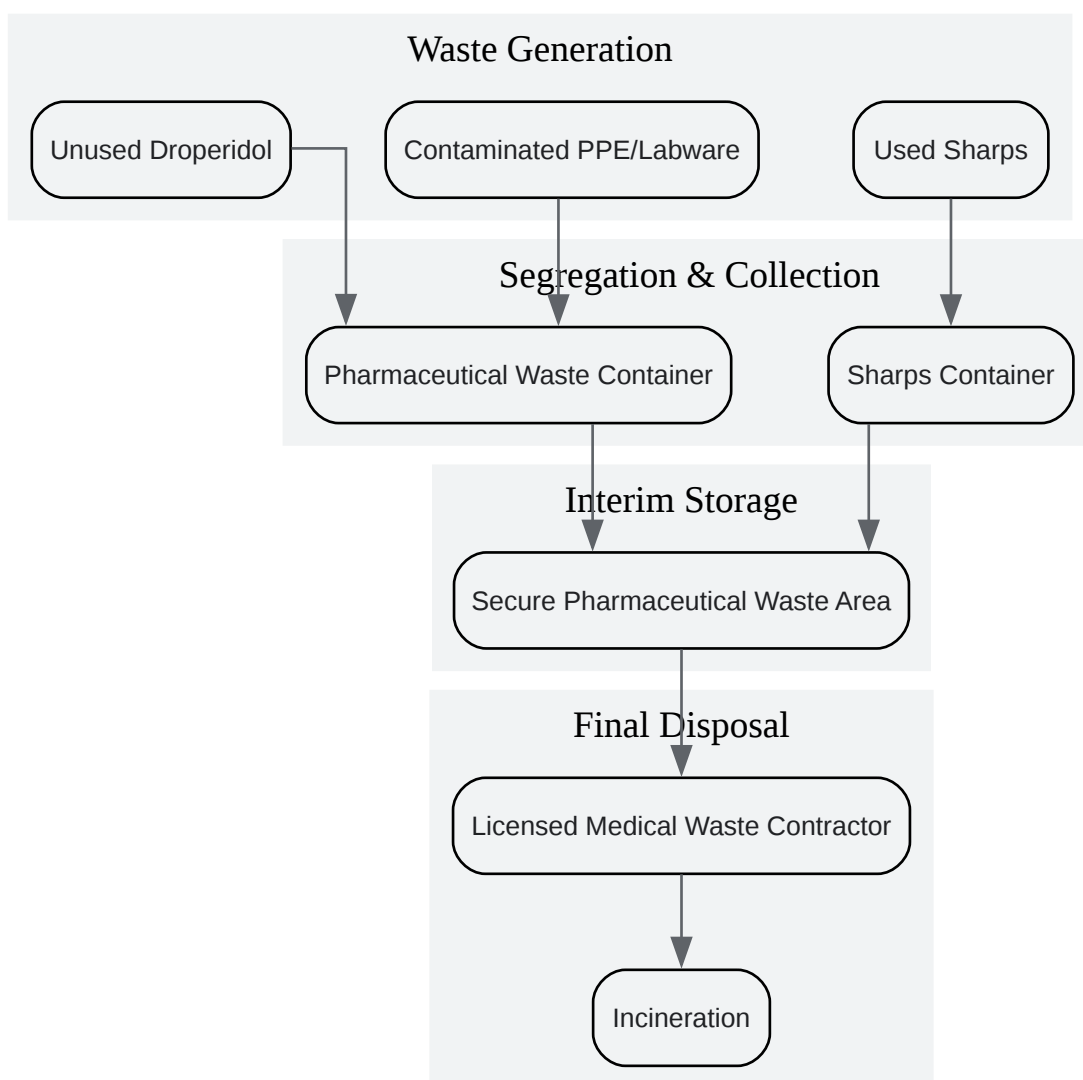 Waste Generation
Unused Droperidol
Contaminated PPE/Labware
Used Sharps
Segregation & Collection
Pharmaceutical Waste Container
Sharps Container
Interim Storage
Secure Pharmaceutical Waste Area
Final Disposal
Licensed Medical Waste Contractor
Incineration